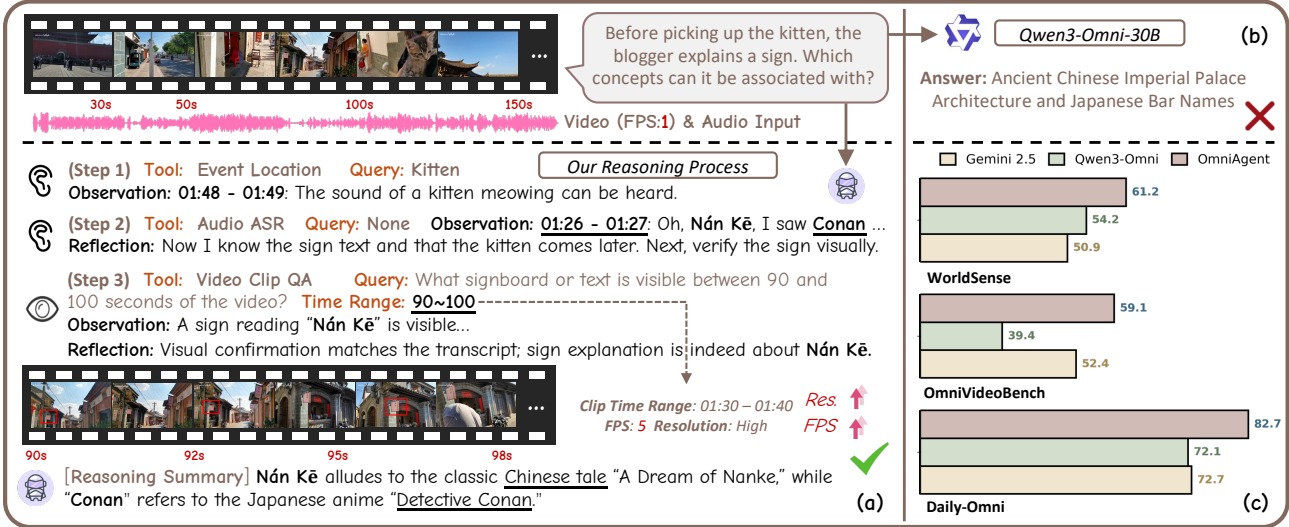 Before picking up the kitten, the
blogger explains a sign. Which
concepts can it be associated with?
...
30s 50s 100s 150s
Video (FPS:1) & Audio Input
(Step 1) Tool: Event Location Query: Kitten
Our Reasoning Process
Observation: 01:48 - 01:49: The sound of a kitten meowing can be heard.
(Step 2) Tool: Audio ASR Query: None Observation: 01:26 - 01:27: Oh, Nán Kē, I saw Conan ...
Reflection: Now I know the sign text and that the kitten comes later. Next, verify the sign visually.
(Step 3) Tool: Video Clip QA Query: What signboard or text is visible between 90 and
100 seconds of the video? Time Range: 90~100
Observation: A sign reading “Nán Kē” is visible...
Reflection: Visual confirmation matches the transcript; sign explanation is indeed about Nán Kē.
...
Clip Time Range: 01:30 – 01:40
FPS: 5 Resolution: High
Res.
FPS
90s 92s 95s 98s
[Reasoning Summary] Nán Kē alludes to the classic Chinese tale “A Dream of Nanke,” while
“Conan” refers to the Japanese anime “Detective Conan.”
(a)
Qwen3-Omni-30B
(b)
Answer: Ancient Chinese Imperial Palace
Architecture and Japanese Bar Names
Gemini 2.5 Qwen3-Omni OmniAgent
61.2
54.2
50.9
WorldSense
59.1
39.4
52.4
OmniVideoBench
82.7
72.1
72.7
Daily-Omni
(c)